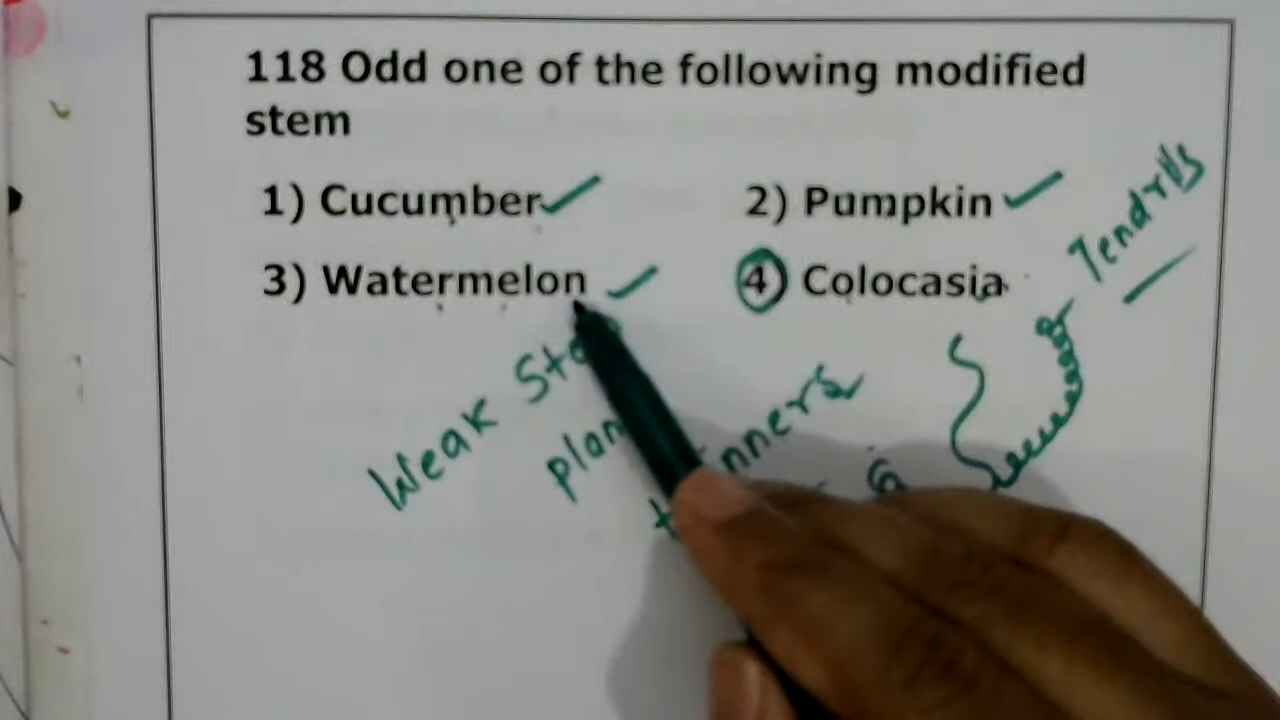 118 Odd one of the following modified
stem
1) Cucumber 2) Pumpkin
3) Watermelon 4) Colocasia
Tendrils
Weak